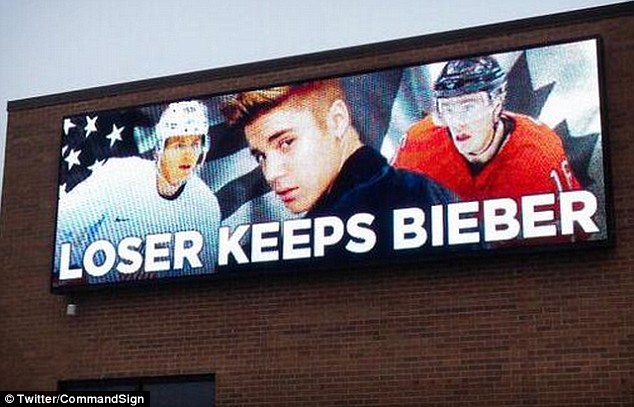 LOSER KEEPS BIEBER
© Twitter/CommandSign